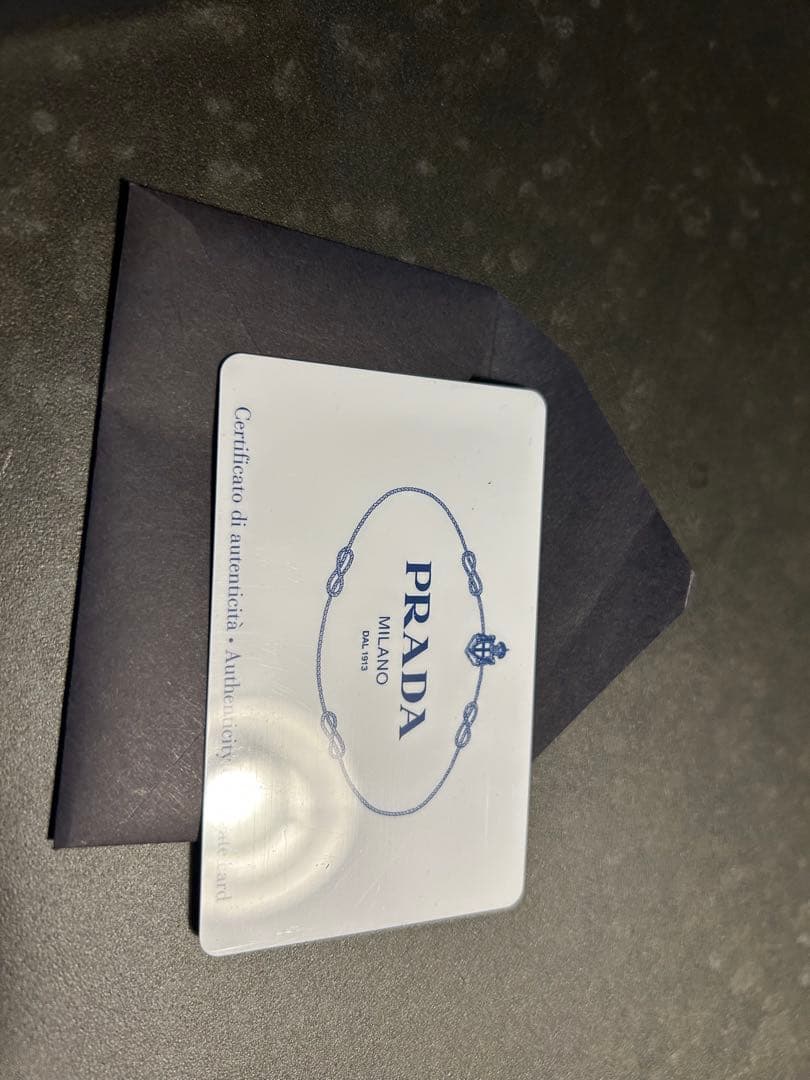 PRADA
MILANO
DAL 1913
Certificato di autenticità • Authenticity card